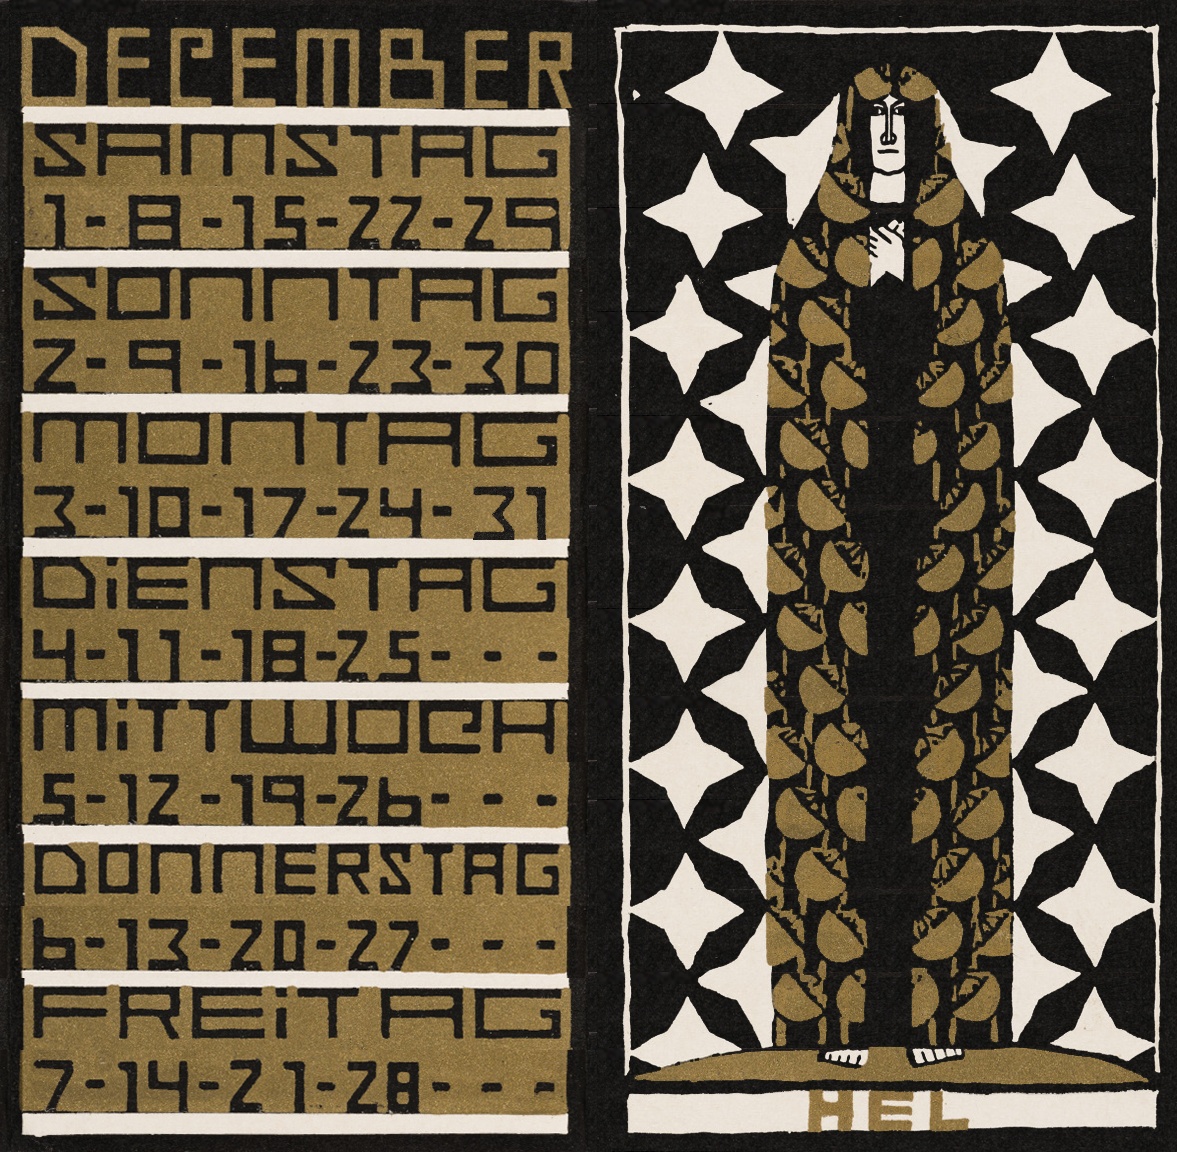 DECEMBER
SAMSTAG
1-8-15-22-29
SONNTAG
2-9-16-23-30
MONTAG
3-10-17-24-31
DiENSTAG
4-11-18-25- - -
MiTTWOCH
5-12-19-26- - -
DONNERSTAG
6-13-20-27- - -
FREiTAG
7-14-21-28- - -
HEL